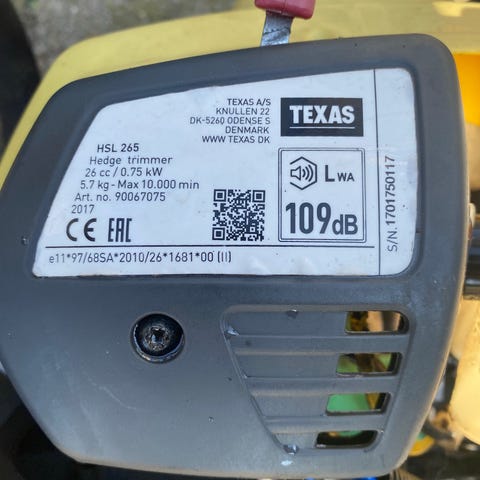 TEXAS A/S
KNULLEN 22
DK-5260 ODENSE S
DENMARK
WWW TEXAS DK
TEXAS
HSL 265
Hedge trimmer
26 cc / 0.75 kW
5.7 kg - Max 10.000 min
Art. no. 90067075
2017
CE EAC
LWA
109dB
e11*97/68SA*2010/26*1681*00 (II)
S/N. 1701750117